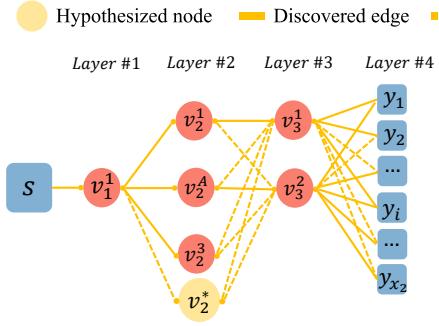 Hypothesized node Discovered edge
Layer #1 Layer #2 Layer #3 Layer #4
s
v_1^1
v_2^1
v_2^A
v_2^3
v_2^*
v_3^1
v_3^2
y_1
y_2
...
y_i
...
y_{x_2}